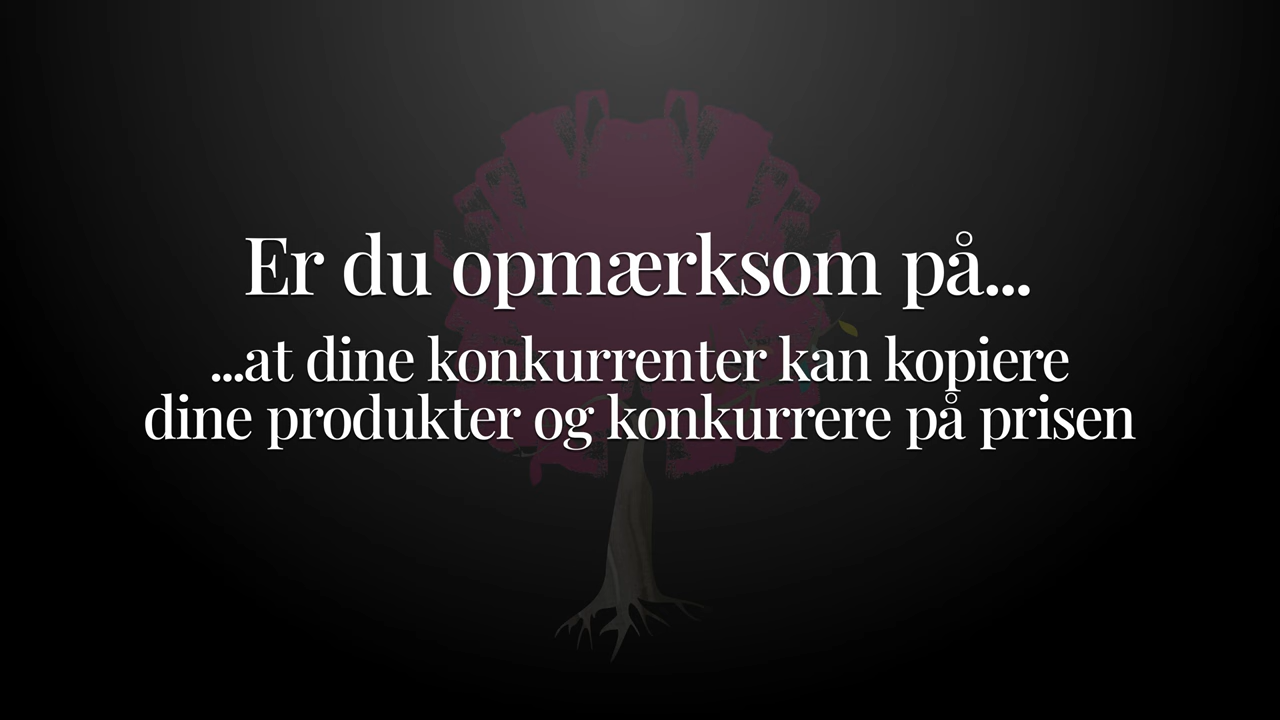 Er du opmærksom på...
...at dine konkurrenter kan kopiere
dine produkter og konkurrere på prisen